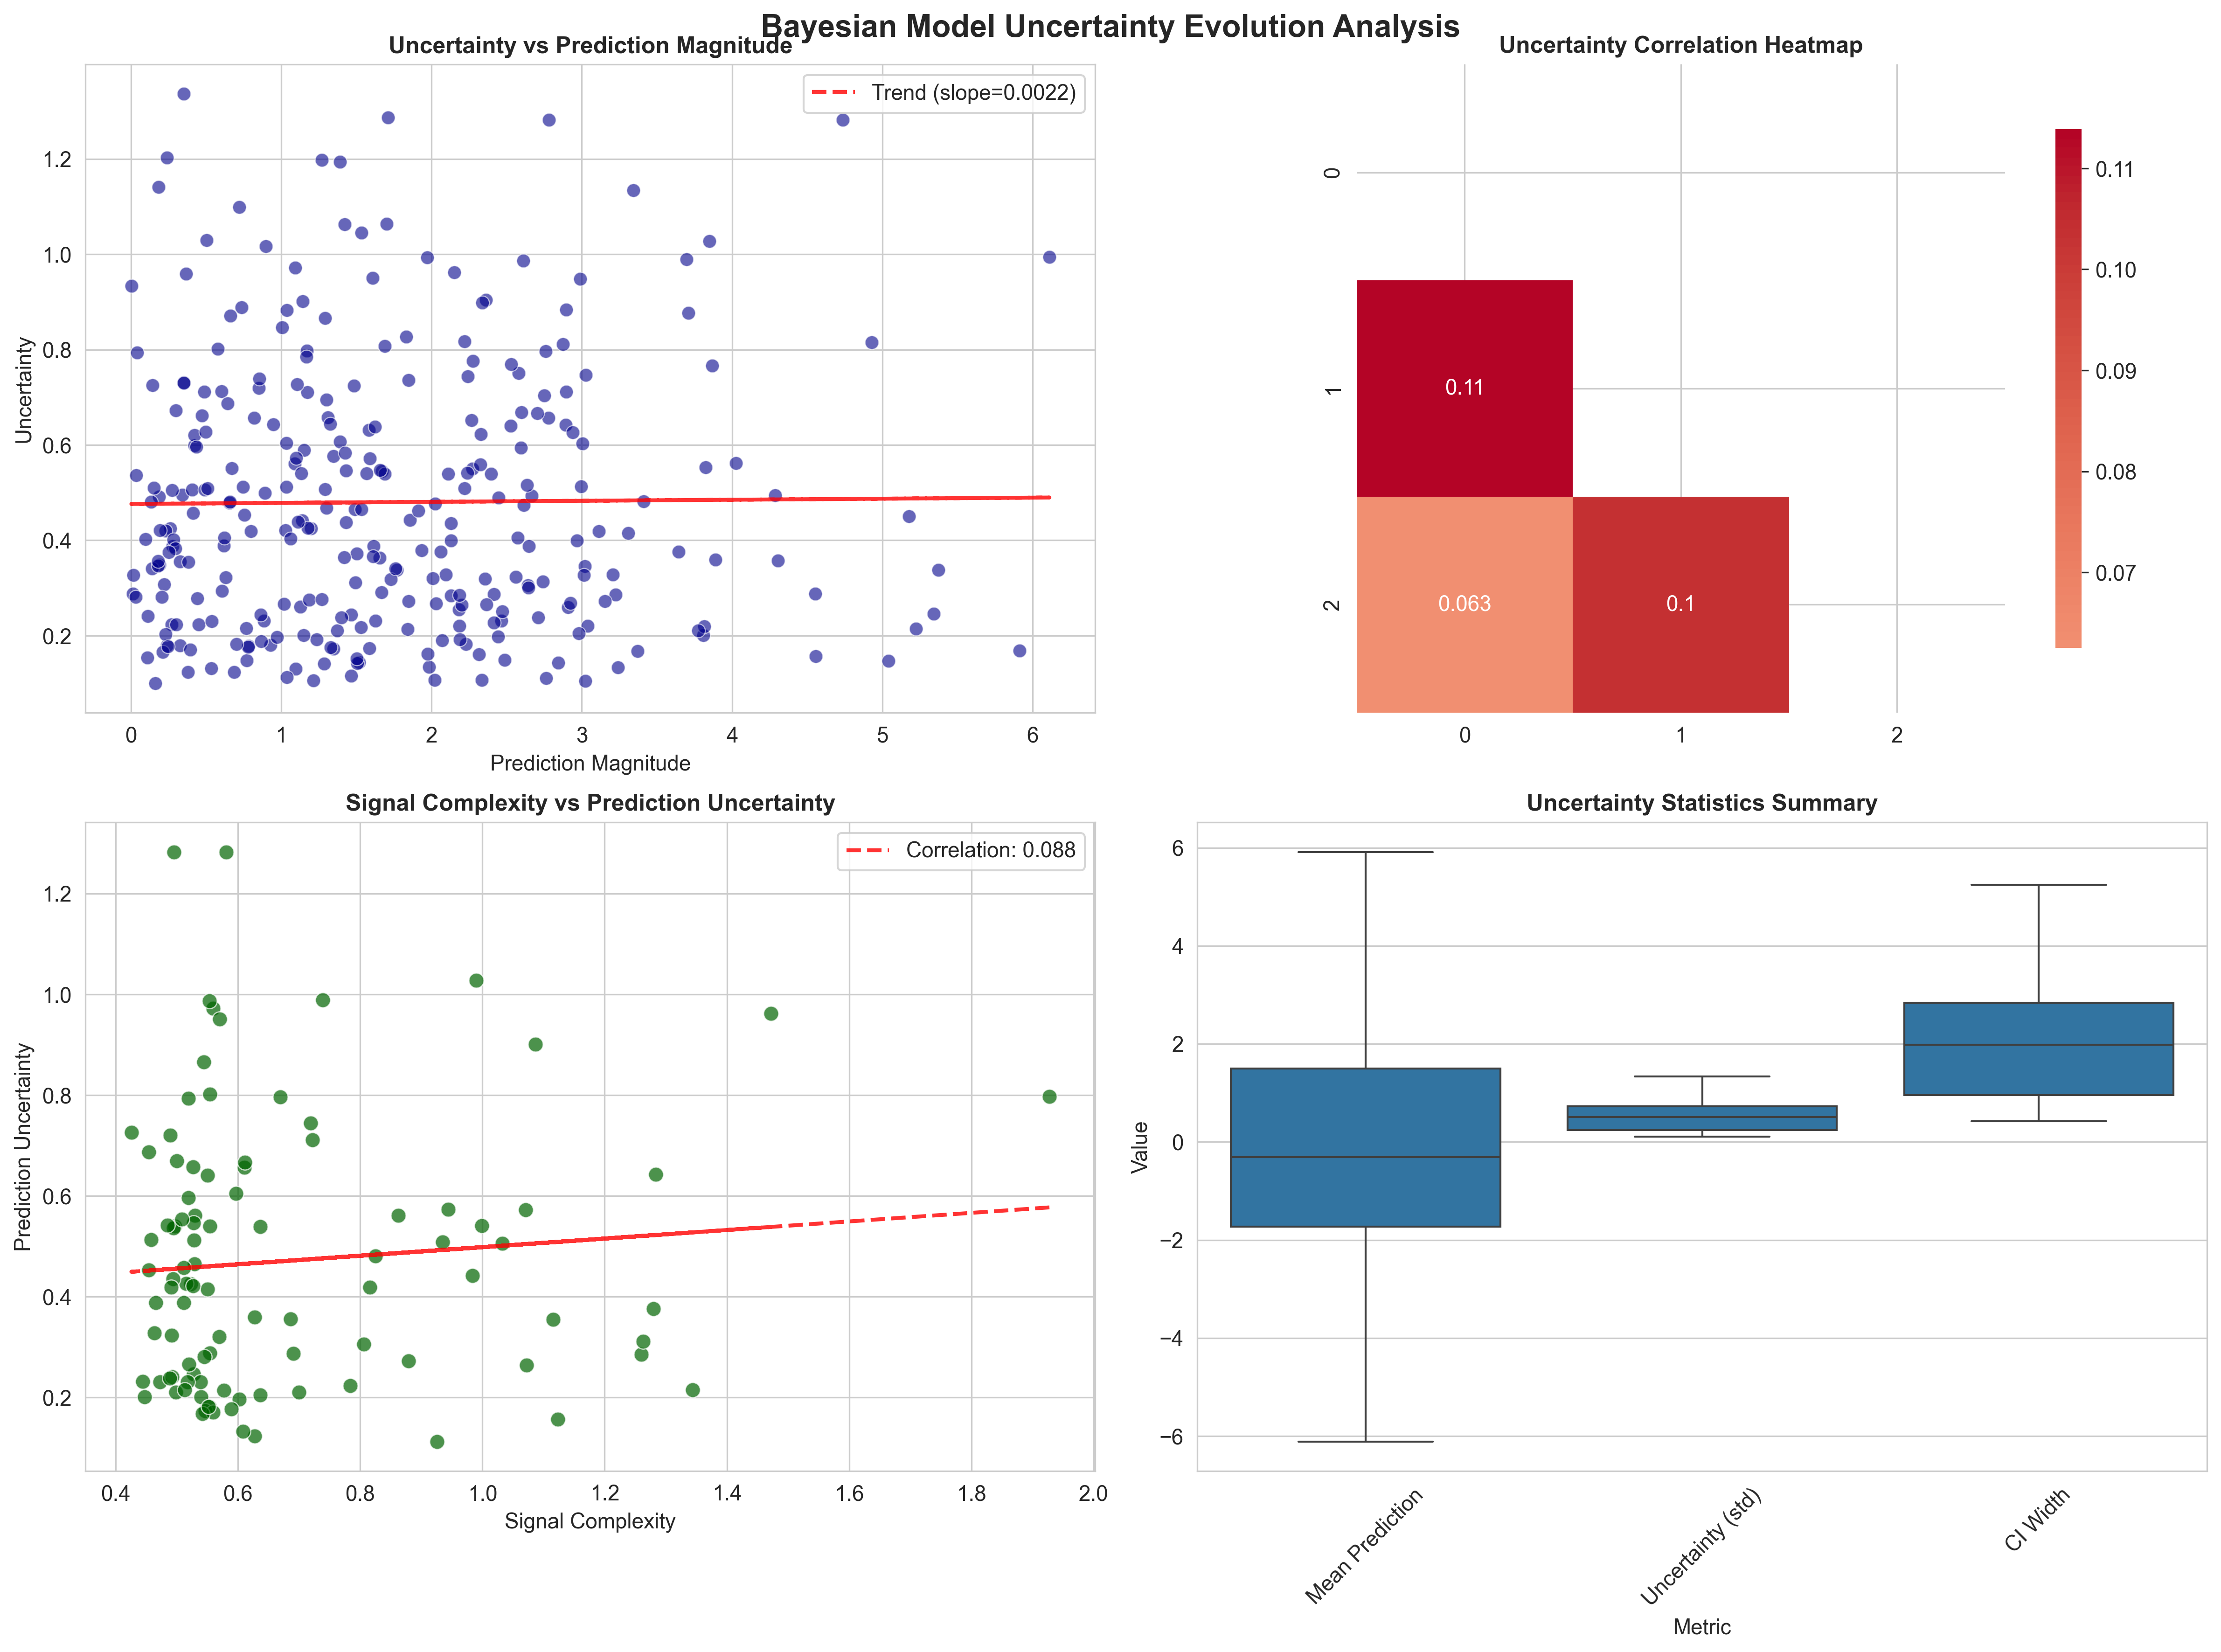 Bayesian Model Uncertainty Evolution Analysis
Uncertainty vs Prediction Magnitude
Trend (slope=0.0022)
Uncertainty
1.2
1.0
0.8
0.6
0.4
0.2
0 1 2 3 4 5 6
Prediction Magnitude
Uncertainty Correlation Heatmap
0
1
2
0.11
0.063 0.1
0 1 2
0.11
0.10
0.09
0.08
0.07
Signal Complexity vs Prediction Uncertainty
Correlation: 0.088
Prediction Uncertainty
1.2
1.0
0.8
0.6
0.4
0.2
0.4 0.6 0.8 1.0 1.2 1.4 1.6 1.8 2.0
Signal Complexity
Uncertainty Statistics Summary
Value
6
4
2
0
−2
−4
−6
Mean Prediction
Uncertainty (std)
CI Width
Metric